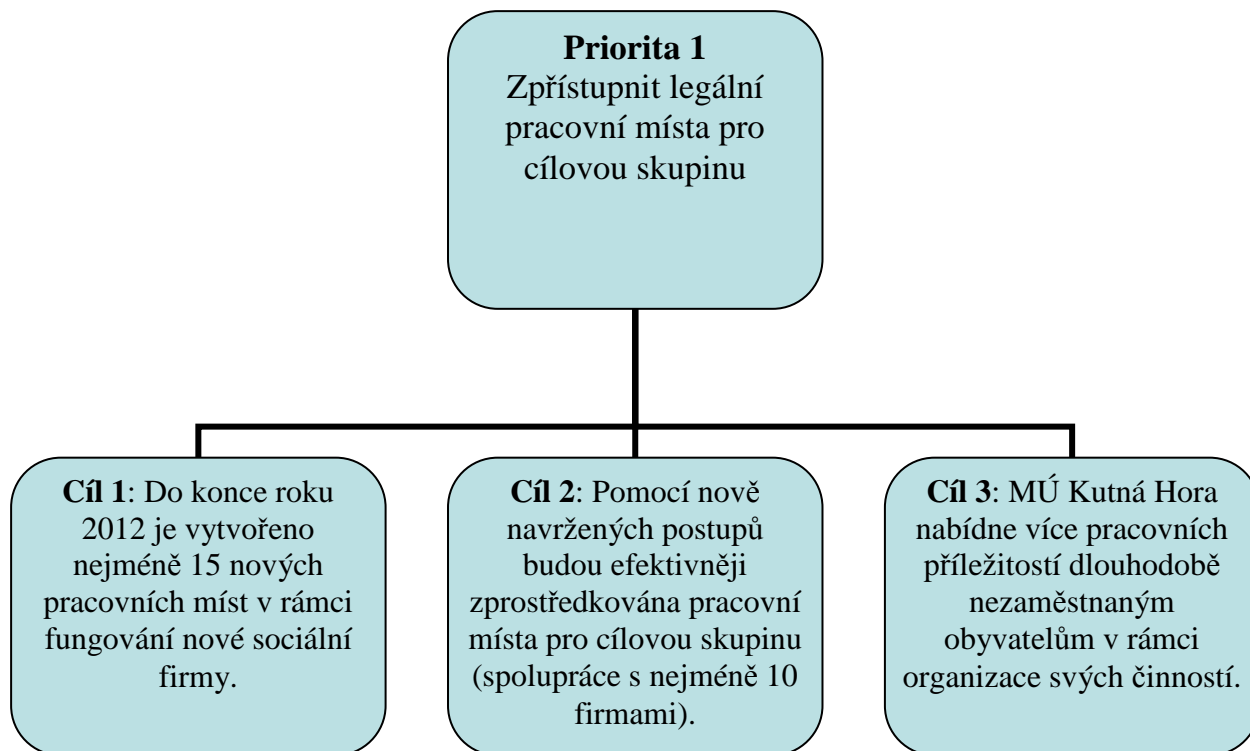 Priorita 1
Zpřístupnit legální
pracovní místa pro
cílovou skupinu
Cíl 1: Do konce roku
2012 je vytvořeno
nejméně 15 nových
pracovních míst v rámci
fungování nové sociální
firmy.
Cíl 2: Pomocí nově
navržených postupů
budou efektivněji
zprostředkována pracovní
místa pro cílovou skupinu
(spolupráce s nejméně 10
firmami).
Cíl 3: MÚ Kutná Hora
nabídne více pracovních
příležitostí dlouhodobě
nezaměstnaným
obyvatelům v rámci
organizace svých činností.